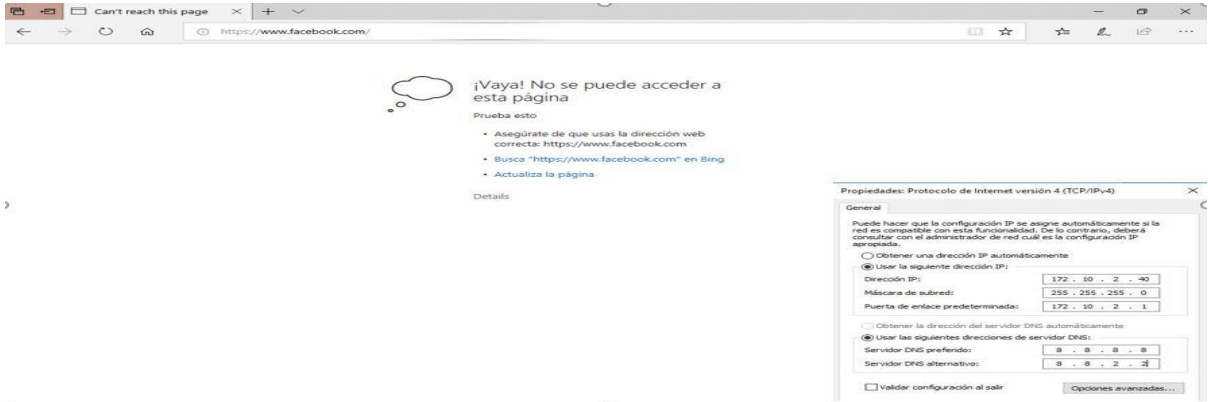 Can't reach this page
https://www.facebook.com/
¡Vaya! No se puede acceder a
esta página
Prueba esto
• Asegúrate de que usas la dirección web
correcta: https://www.facebook.com
• Busca "https://www.facebook.com" en Bing
• Actualiza la página
Details
Propiedades: Protocolo de Internet versión 4 (TCP/IPv4)
General
Puede hacer que la configuración IP se asigne automáticamente si la
red es compatible con esta funcionalidad. De lo contrario, deberá
consultar con el administrador de red cuál es la configuración IP
apropiada.
Obtener una dirección IP automáticamente
Usar la siguiente dirección IP:
Dirección IP: 172 . 10 . 2 . 40
Máscara de subred: 255 . 255 . 255 . 0
Puerta de enlace predeterminada: 172 . 10 . 2 . 1
Obtener la dirección del servidor DNS automáticamente
Usar las siguientes direcciones de servidor DNS:
Servidor DNS preferido: 8 . 8 . 8 . 8
Servidor DNS alternativo: 8 . 8 . 2 . 2
Validar configuración al salir
Opciones avanzadas...